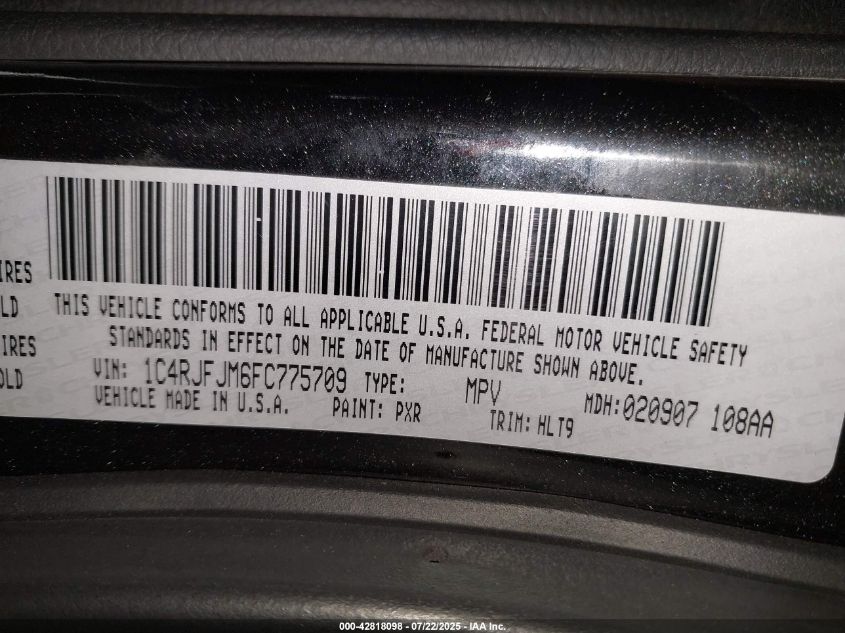 IRES
LD
IRES
OLD
THIS VEHICLE CONFORMS TO ALL APPLICABLE U.S.A. FEDERAL MOTOR VEHICLE SAFETY
STANDARDS IN EFFECT ON THE DATE OF MANUFACTURE SHOWN ABOVE.
VIN: 1C4RJFJM6FC775709 TYPE: MPV MDH:020907 108AA
VEHICLE MADE IN U.S.A. PAINT: PXR TRIM: HLT9
000-42818098 - 07/22/2025 - IAA Inc.